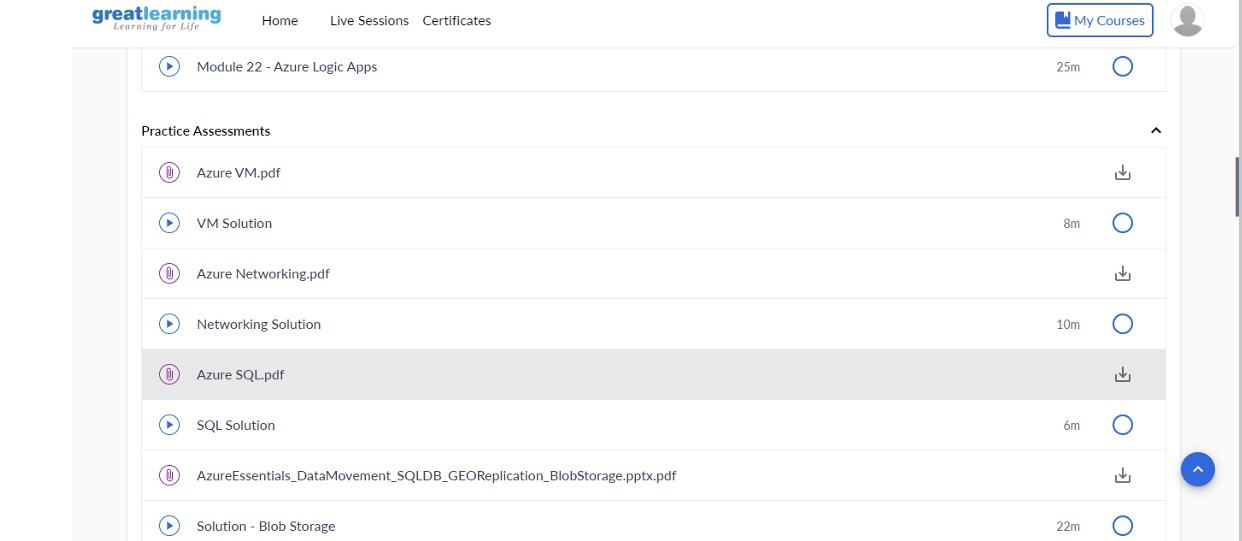 greatlearning
Learning for Life
Home Live Sessions Certificates My Courses
Module 22 - Azure Logic Apps 25m
Practice Assessments
Azure VM.pdf
VM Solution 8m
Azure Networking.pdf
Networking Solution 10m
Azure SQL.pdf
SQL Solution 6m
AzureEssentials_DataMovement_SQLDB_GEOReplication_BlobStorage.pptx.pdf
Solution - Blob Storage 22m